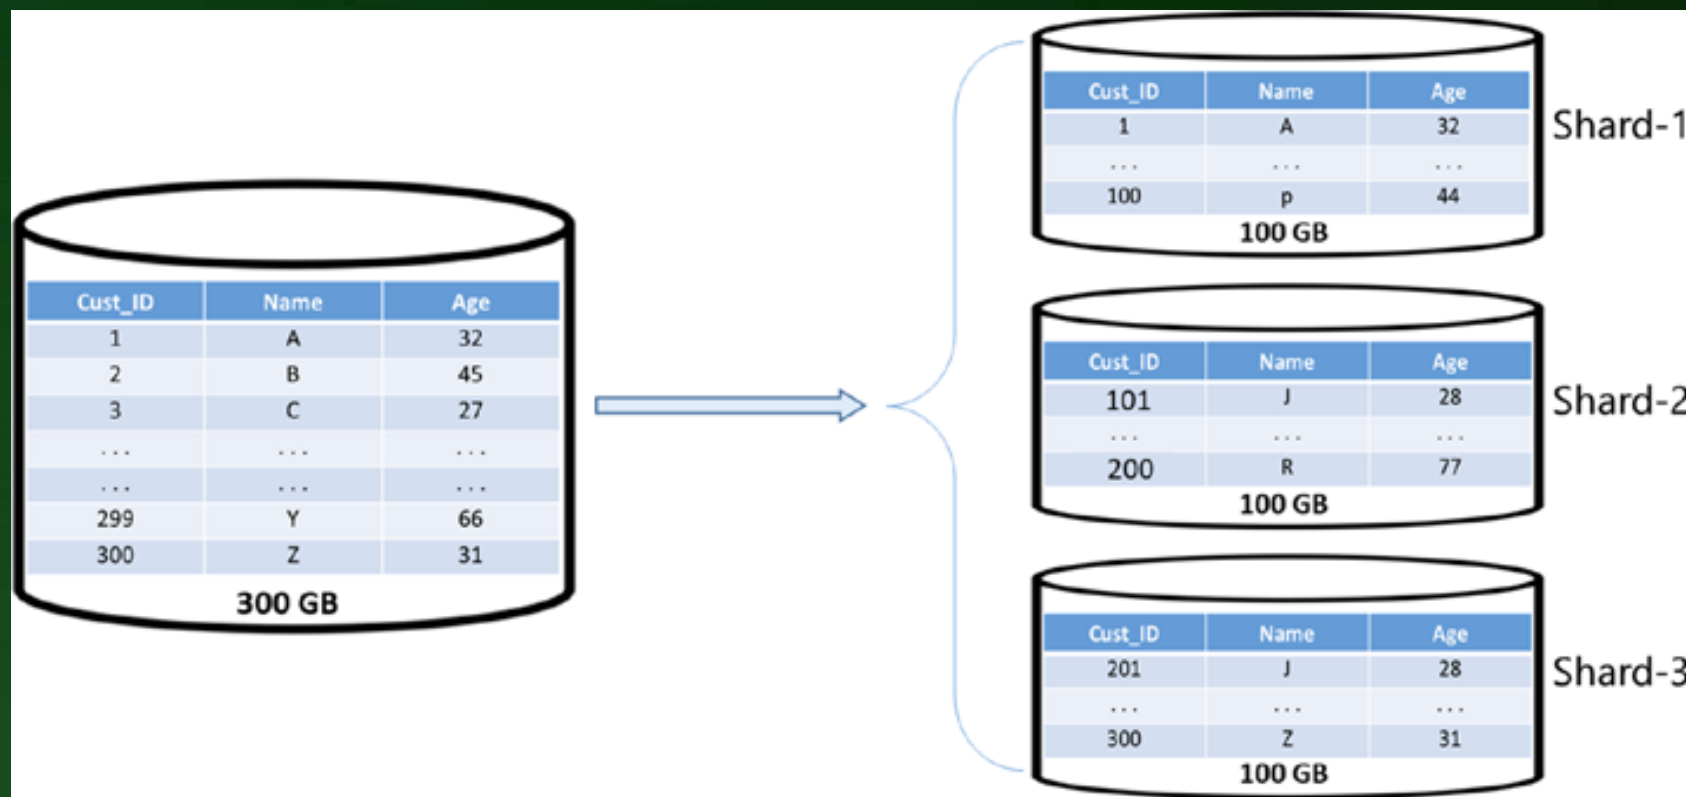 Cust_ID Name Age
1 A 32
2 B 45
3 C 27
... ... ...
... ... ...
299 Y 66
300 Z 31
300 GB
Cust_ID Name Age
1 A 32
... ... ...
100 p 44
100 GB
Shard-1
Cust_ID Name Age
101 J 28
... ... ...
200 R 77
100 GB
Shard-2
Cust_ID Name Age
201 J 28
... ... ...
300 Z 31
100 GB
Shard-3